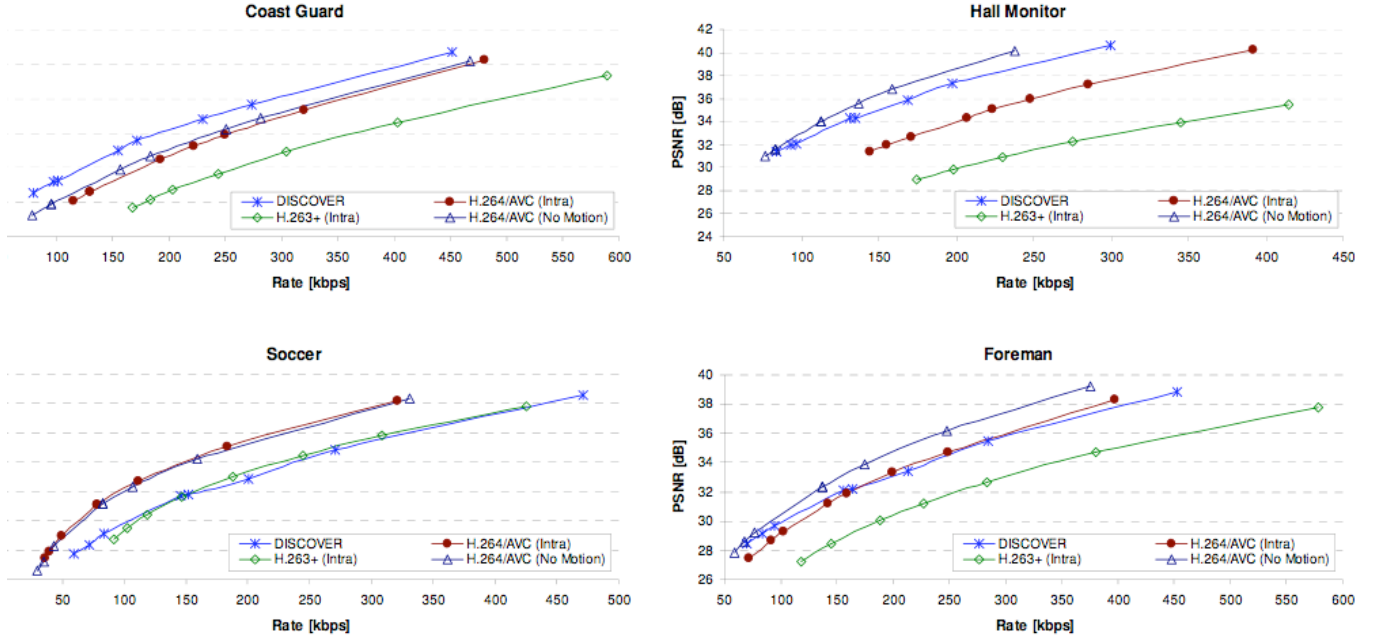 Coast Guard
DISCOVER
H.264/AVC (Intra)
H.263+ (Intra)
H.264/AVC (No Motion)
100 150 200 250 300 350 400 450 500 550 600
Rate [kbps]
Hall Monitor
PSNR [dB]
42
40
38
36
34
32
30
28
26
24
DISCOVER
H.264/AVC (Intra)
H.263+ (Intra)
H.264/AVC (No Motion)
50 100 150 200 250 300 350 400 450
Rate [kbps]
Soccer
DISCOVER
H.264/AVC (Intra)
H.263+ (Intra)
H.264/AVC (No Motion)
50 100 150 200 250 300 350 400 450 500
Rate [kbps]
Foreman
PSNR [dB]
40
38
36
34
32
30
28
26
DISCOVER
H.264/AVC (Intra)
H.263+ (Intra)
H.264/AVC (No Motion)
50 100 150 200 250 300 350 400 450 500 550 600
Rate [kbps]